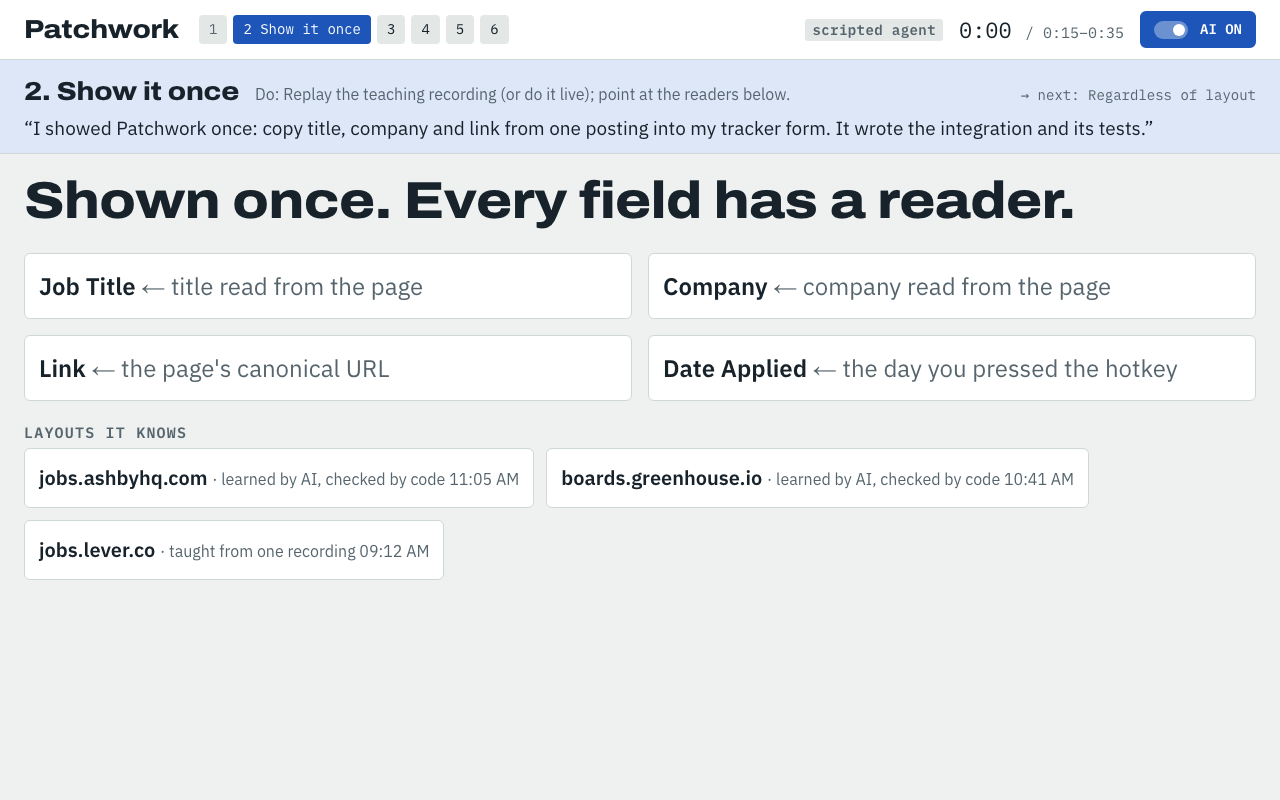 Patchwork 1 2 Show it once 3 4 5 6 scripted agent 0:00 / 0:15–0:35 AI ON
2. Show it once Do: Replay the teaching recording (or do it live); point at the readers below. → next: Regardless of layout
“I showed Patchwork once: copy title, company and link from one posting into my tracker form. It wrote the integration and its tests.”
Shown once. Every field has a reader.
Job Title ← title read from the page
Company ← company read from the page
Link ← the page's canonical URL
Date Applied ← the day you pressed the hotkey
LAYOUTS IT KNOWS
jobs.ashbyhq.com · learned by AI, checked by code 11:05 AM
boards.greenhouse.io · learned by AI, checked by code 10:41 AM
jobs.lever.co · taught from one recording 09:12 AM